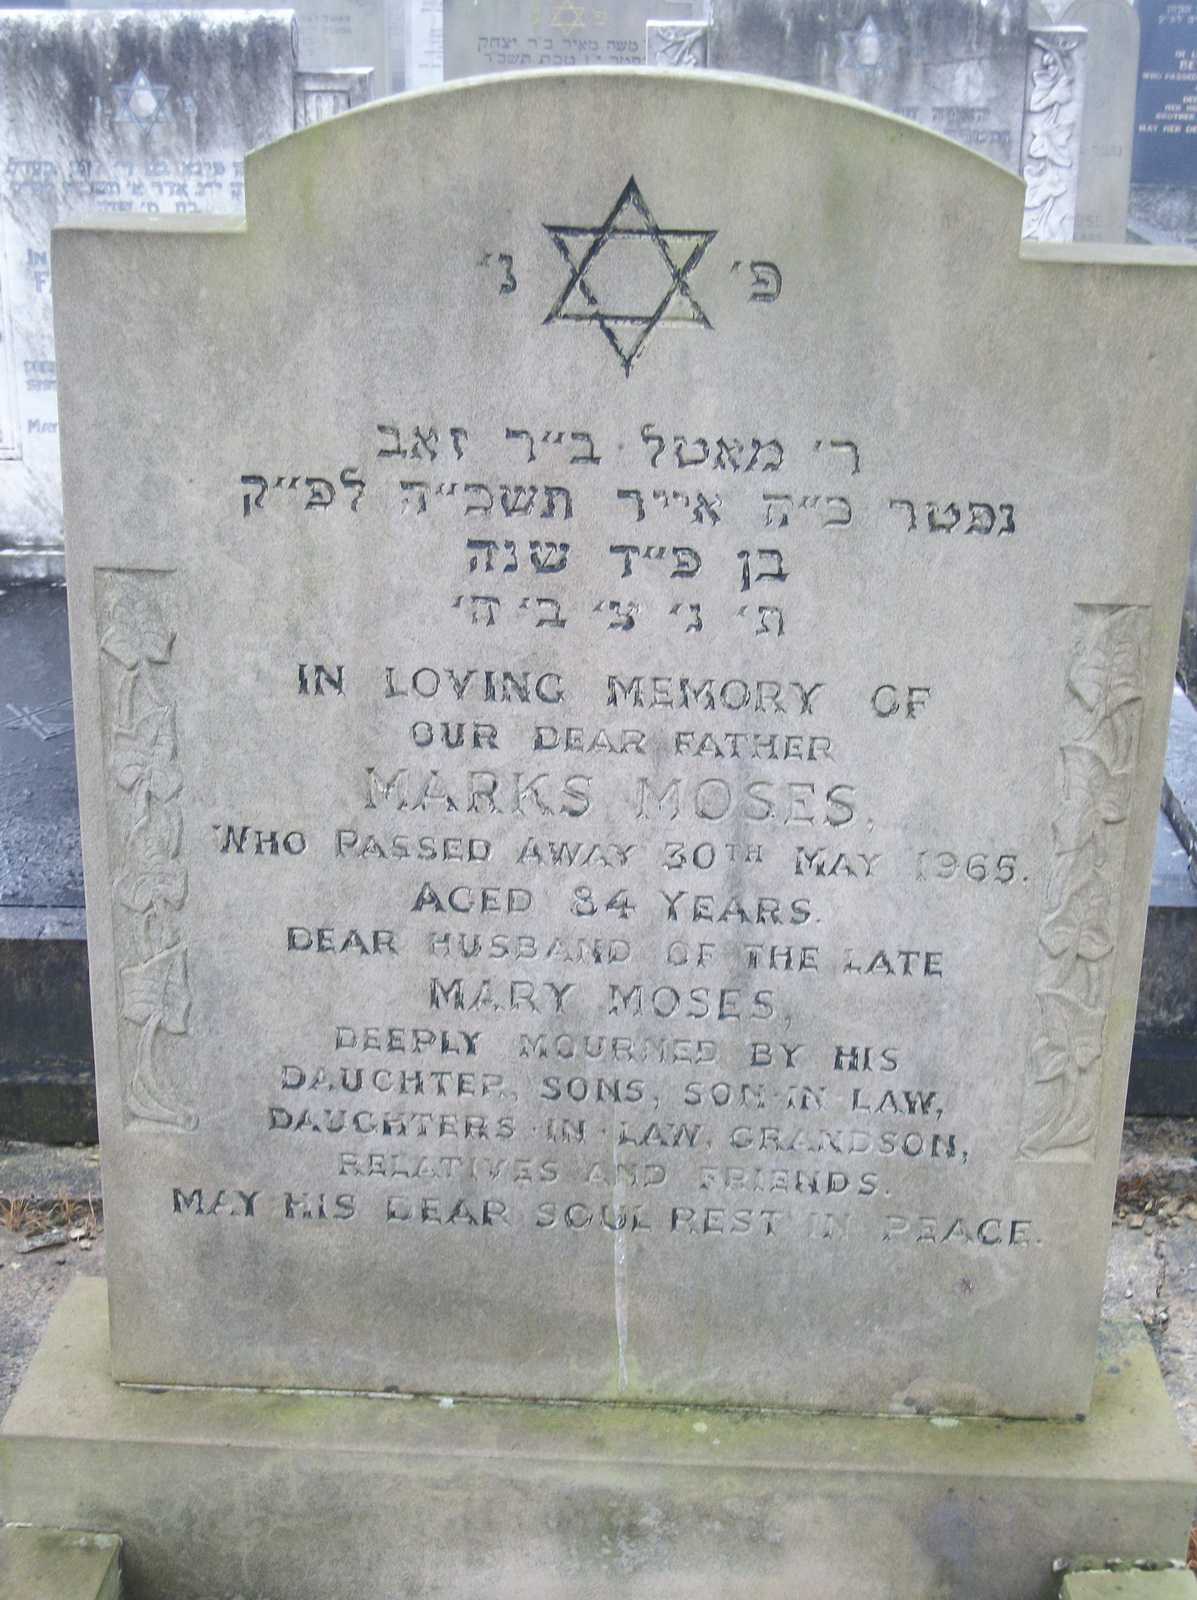 פ׳ נ׳
ר׳ מאטל ב״ר זאב
נפטר כ״ה אייר תשכ״ה לפ״ק
בן פ״ד שנה
ת׳ נ׳ צ׳ ב׳ ה׳
IN LOVING MEMORY OF
OUR DEAR FATHER
MARKS MOSES,
WHO PASSED AWAY 30TH MAY 1965.
AGED 84 YEARS.
DEAR HUSBAND OF THE LATE
MARY MOSES,
DEEPLY MOURNED BY HIS
DAUGHTER, SONS, SON-IN LAW,
DAUGHTERS-IN-LAW, GRANDSON,
RELATIVES AND FRIENDS.
MAY HIS DEAR SOUL REST IN PEACE.